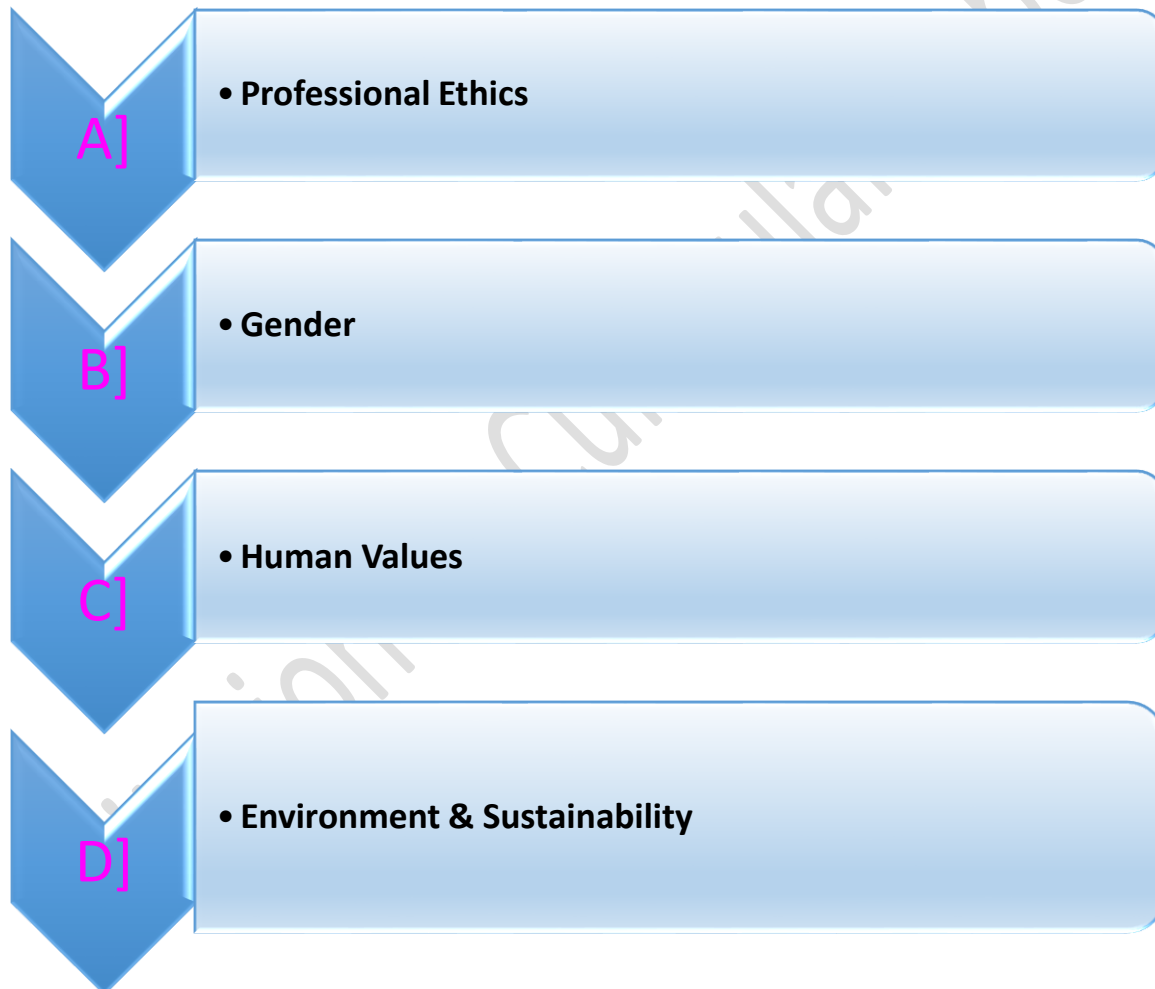 A]
• Professional Ethics
B]
• Gender
C]
• Human Values
D]
• Environment & Sustainability